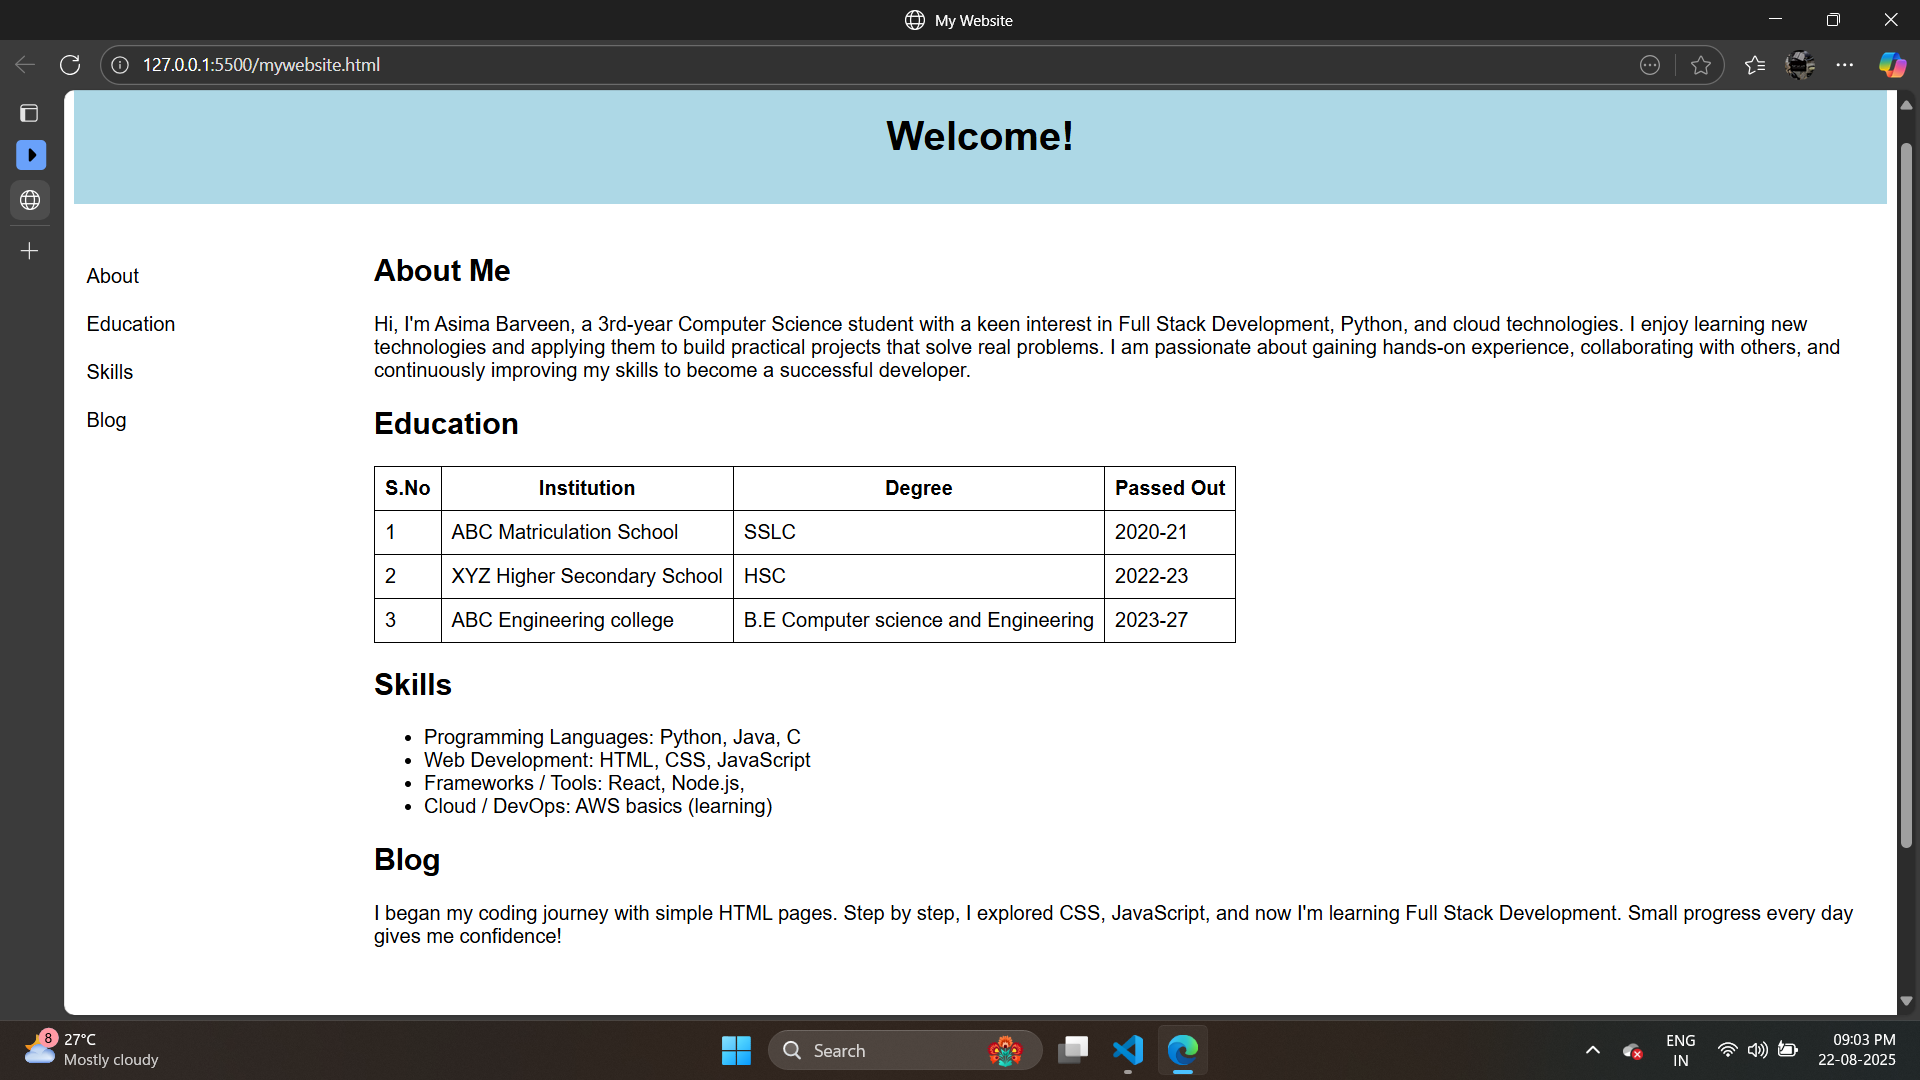 My Website
127.0.0.1:5500/mywebsite.html
Welcome!
About
Education
Skills
Blog
About Me
Hi, I'm Asima Barveen, a 3rd-year Computer Science student with a keen interest in Full Stack Development, Python, and cloud technologies. I enjoy learning new
technologies and applying them to build practical projects that solve real problems. I am passionate about gaining hands-on experience, collaborating with others, and
continuously improving my skills to become a successful developer.
Education
S.No Institution Degree Passed Out
1 ABC Matriculation School SSLC 2020-21
2 XYZ Higher Secondary School HSC 2022-23
3 ABC Engineering college B.E Computer science and Engineering 2023-27
Skills
• Programming Languages: Python, Java, C
• Web Development: HTML, CSS, JavaScript
• Frameworks / Tools: React, Node.js,
• Cloud / DevOps: AWS basics (learning)
Blog
I began my coding journey with simple HTML pages. Step by step, I explored CSS, JavaScript, and now I'm learning Full Stack Development. Small progress every day
gives me confidence!
8
27°C
Mostly cloudy
Search
ENG
IN
09:03 PM
22-08-2025